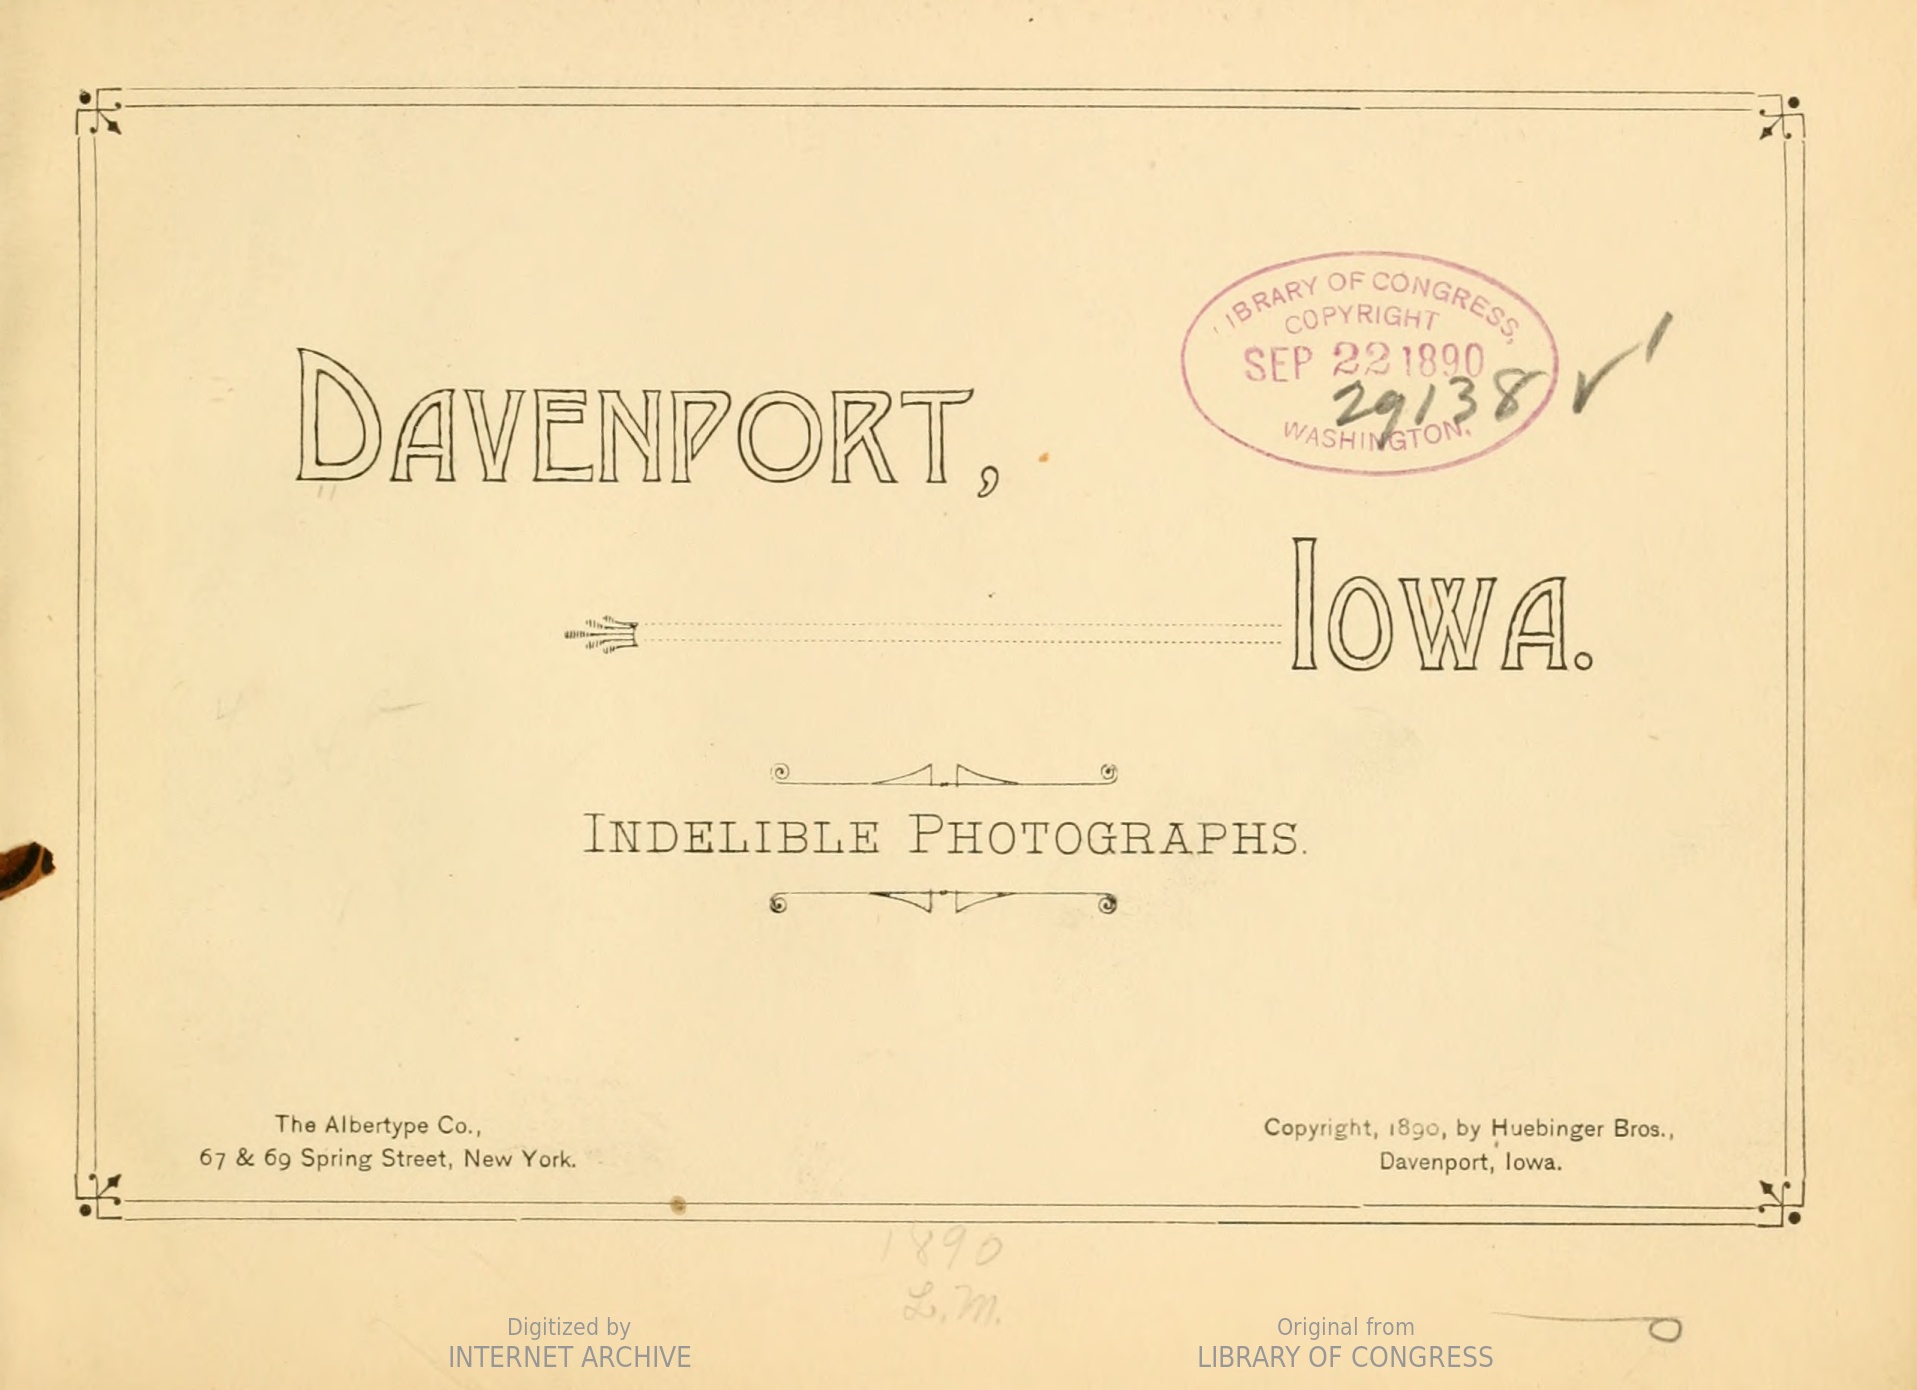 LIBRARY OF CONGRESS,
COPYRIGHT
SEP 22 1890
29138 ✓
WASHINGTON.
DAVENPORT,
IOWA.
INDELIBLE PHOTOGRAPHS.
The Albertype Co.,
67 & 69 Spring Street, New York.
Copyright, 1890, by Huebinger Bros.,
Davenport, Iowa.
1890
L.M.
Digitized by
INTERNET ARCHIVE
Original from
LIBRARY OF CONGRESS